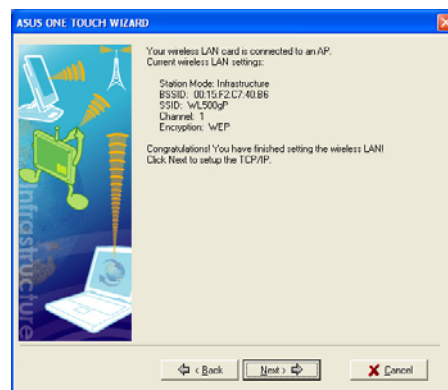 ASUS ONE TOUCH WIZARD
Your wireless LAN card is connected to an AP.
Current wireless LAN settings:
Station Mode: Infrastructure
BSSID: 00.15.F2.C7.40.B6
SSID: WL500gP
Channel: 1
Encryption: WEP
Congratulations! You have finished setting the wireless LAN!
Click Next to setup the TCP/IP.
Infrastructure
< Back
Next >
Cancel